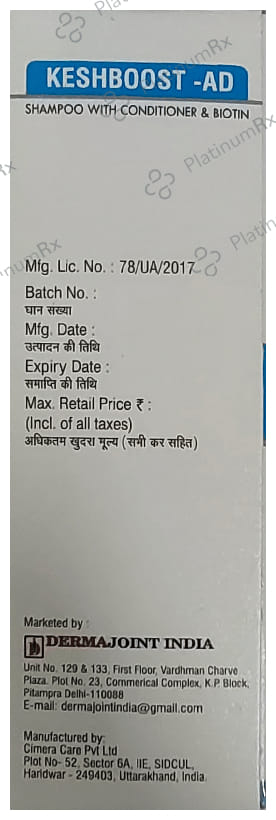 KESHBOOST -AD
SHAMPOO WITH CONDITIONER & BIOTIN
PlatinumRx
Mfg. Lic. No. : 78/UA/2017
Batch No. :
घान संख्या
Mfg. Date :
उत्पादन की तिथि
Expiry Date :
समाप्ति की तिथि
Max. Retail Price ₹ :
(Incl. of all taxes)
अधिकतम खुदरा मूल्य (सभी कर सहित)
Marketed by :
DERMAJOINT INDIA
Unit No. 129 & 133, First Floor, Vardhman Charve
Plaza. Plot No. 23, Commerical Complex, K.P. Block,
Pitampra Delhi-110088
E-mail: dermajointindia@gmail.com
Manufactured by:
Cimera Care Pvt Ltd
Plot No- 52, Sector 6A, IIE, SIDCUL,
Haridwar - 249403, Uttarakhand, India.